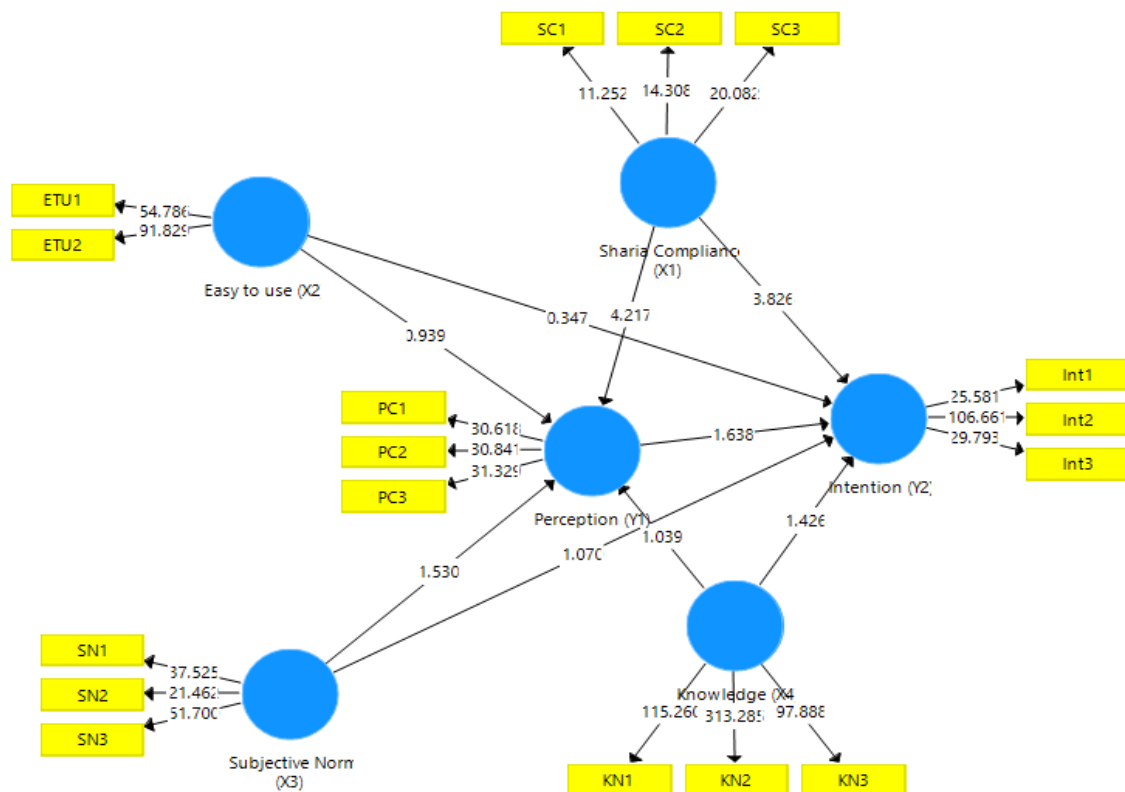 SC1
SC2
SC3
11.252
14.308
20.082
ETU1
ETU2
54.786
91.829
Easy to use (X2
Sharia Complianc
(X1)
3.826
4.217
0.347
0.939
PC1
PC2
PC3
30.618
30.841
31.329
Perception (Y1)
1.638
Int1
Int2
Int3
25.581
106.661
29.793
Intention (Y2)
1.426
1.039
1.070
1.530
SN1
SN2
SN3
37.525
21.462
51.700
Subjective Norm
(X3)
Knowledge (X4
115.260
313.285
97.888
KN1
KN2
KN3